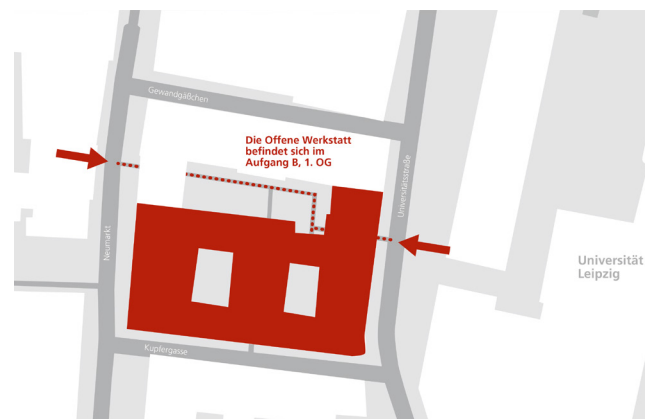 Gewandgäßchen
Die Offene Werkstatt
befindet sich im
Aufgang B, 1. OG
Universitätsstraße
Neumarkt
Universität
Leipzig
Kupfergasse